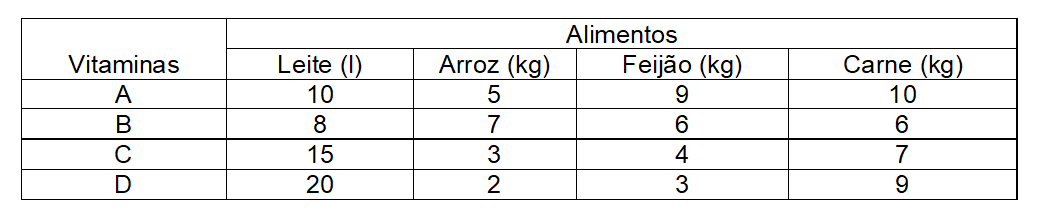 Alimentos
Vitaminas Leite (l) Arroz (kg) Feijão (kg) Carne (kg)
A 10 5 9 10
B 8 7 6 6
C 15 3 4 7
D 20 2 3 9